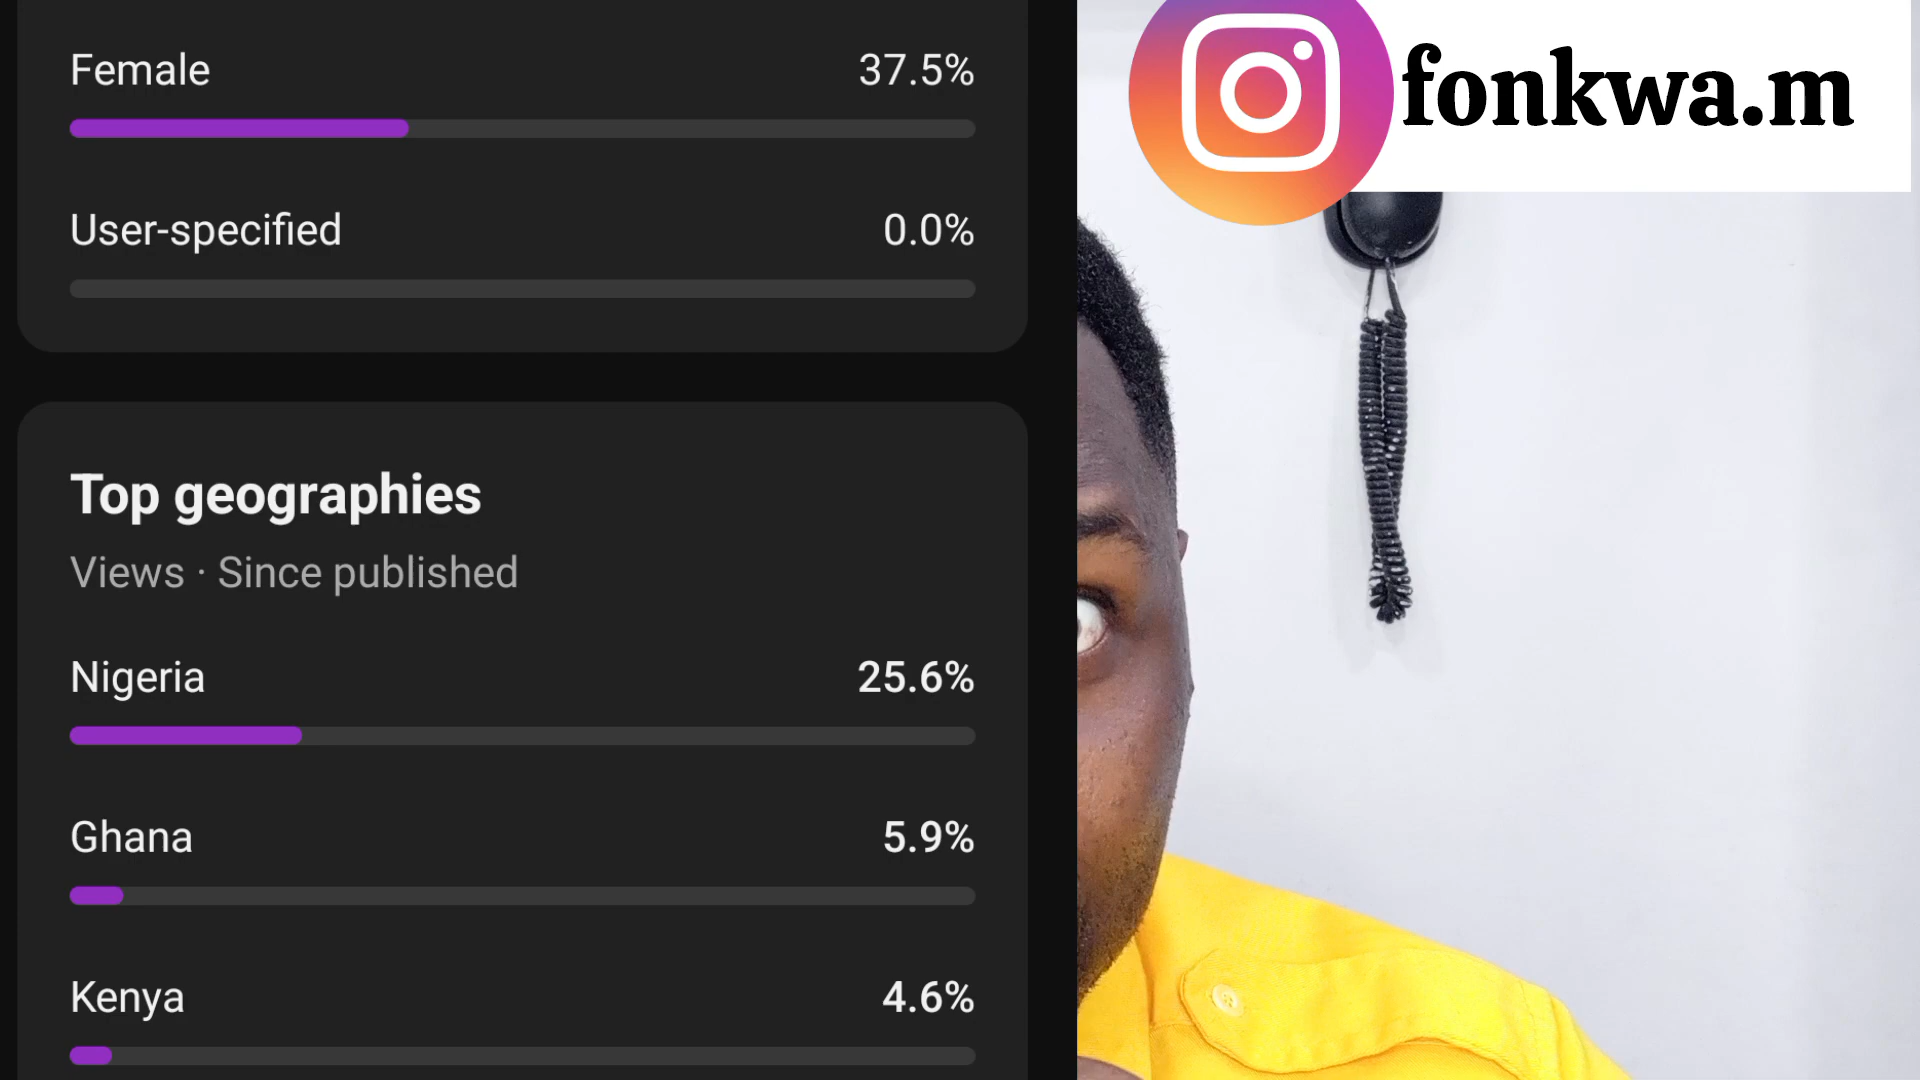 Female 37.5%
User-specified 0.0%
Top geographies
Views · Since published
Nigeria 25.6%
Ghana 5.9%
Kenya 4.6%
fonkwa.m